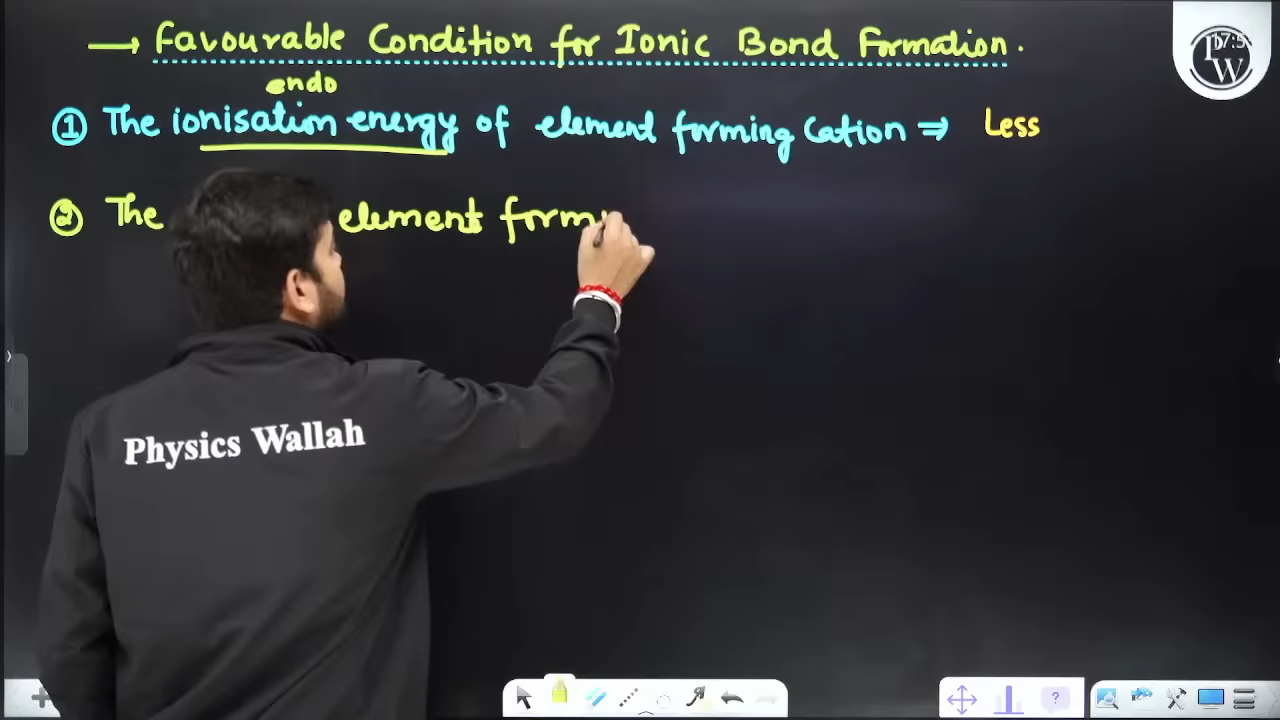 → Favourable Condition for Ionic Bond Formation.
endo
① The ionisation energy of element forming Cation ⇒ Less
② The element form
Physics Wallah
PW